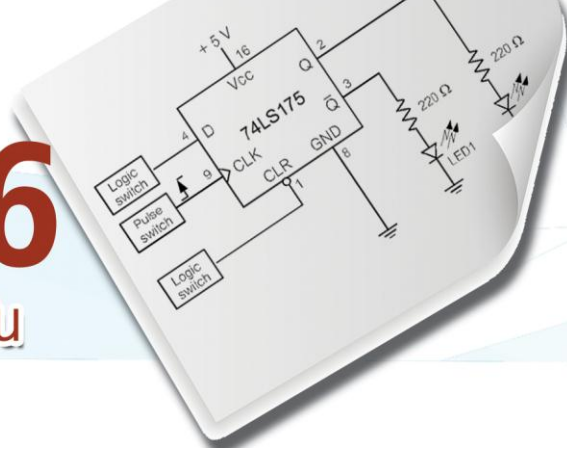 6
น
+ 5 V
16
Vcc
2
Q
220 Ω
4
D
74LS175
3
Q̅
220 Ω
Logic
switch
9
CLK
LED1
Pulse
switch
CLR
GND
1
8
Logic
switch